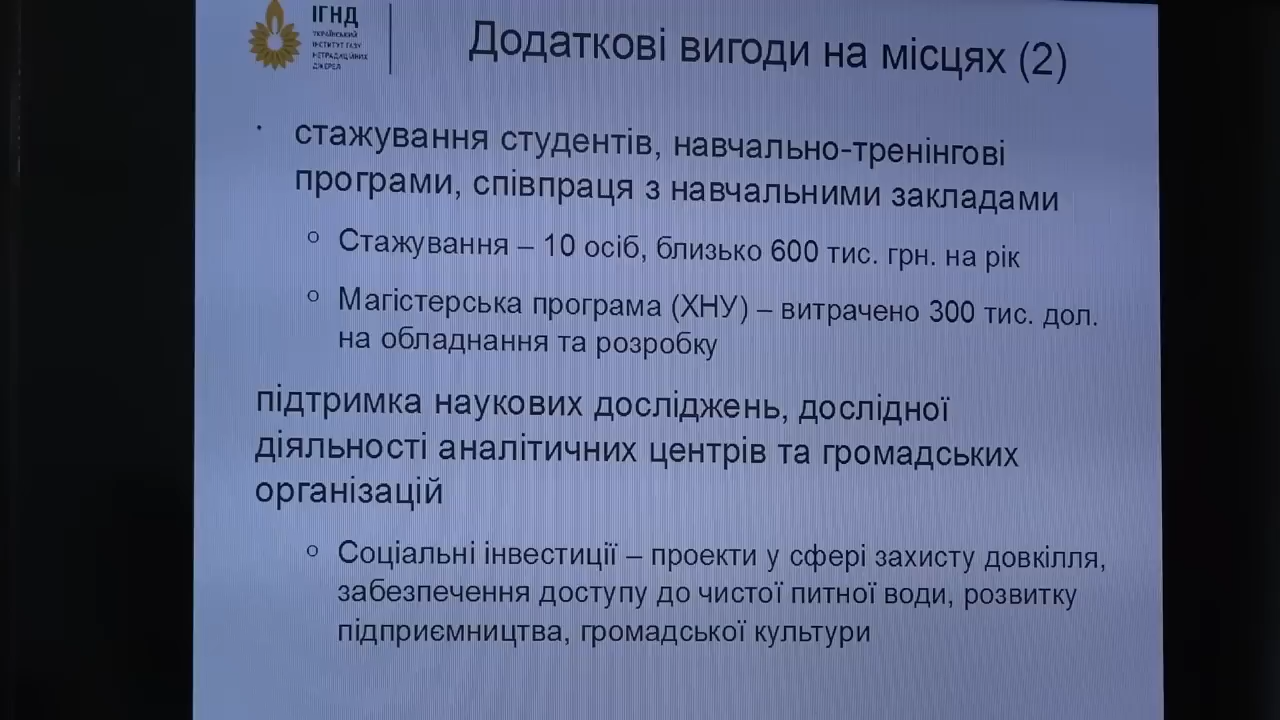 ІГНД
УКРАЇНСЬКИЙ
ІНСТИТУТ ГАЗУ
НЕТРАДИЦІЙНИХ
ДЖЕРЕЛ
Додаткові вигоди на місцях (2)
· стажування студентів, навчально-тренінгові
програми, співпраця з навчальними закладами
o Стажування – 10 осіб, близько 600 тис. грн. на рік
o Магістерська програма (ХНУ) – витрачено 300 тис. дол.
на обладнання та розробку
підтримка наукових досліджень, дослідної
діяльності аналітичних центрів та громадських
організацій
o Соціальні інвестиції – проекти у сфері захисту довкілля,
забезпечення доступу до чистої питної води, розвитку
підприємництва, громадської культури